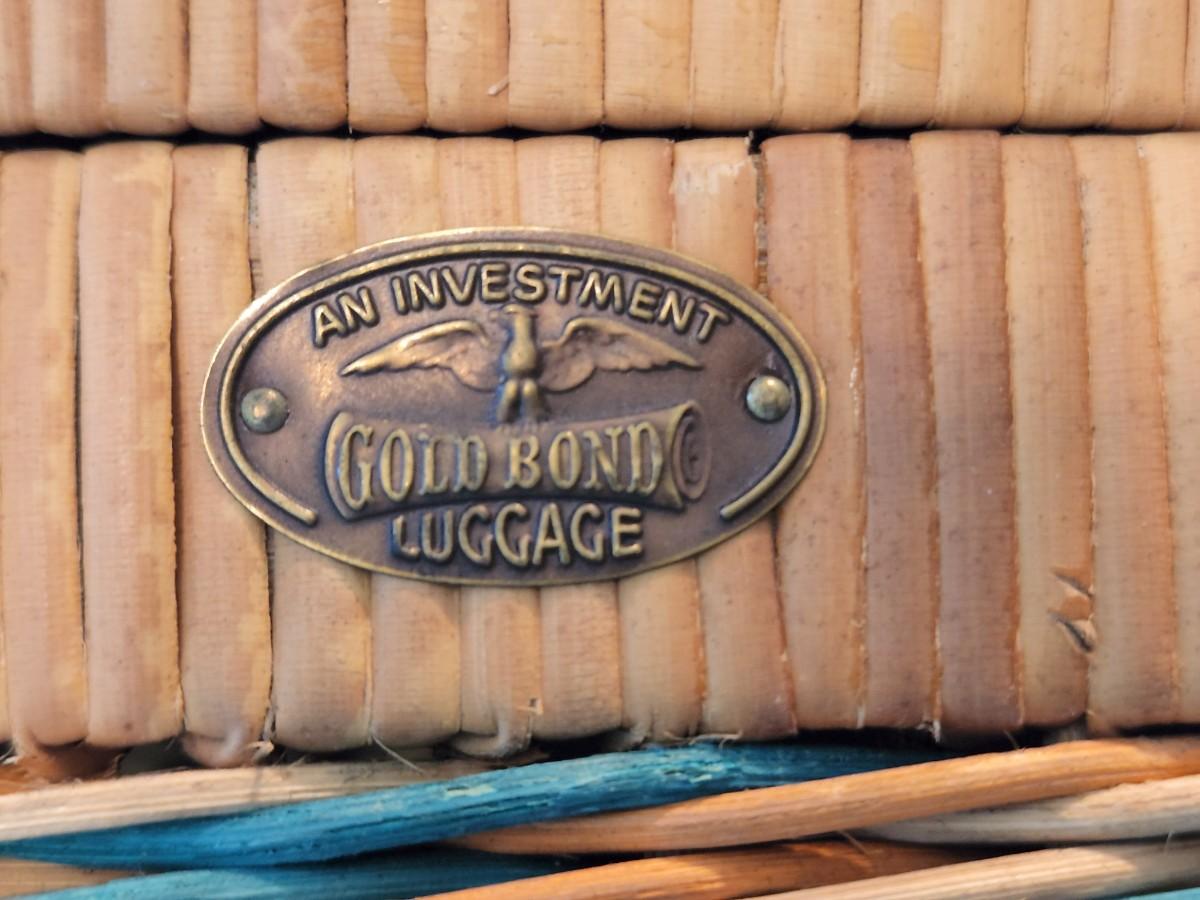 AN INVESTMENT
GOLD BOND
LUGGAGE